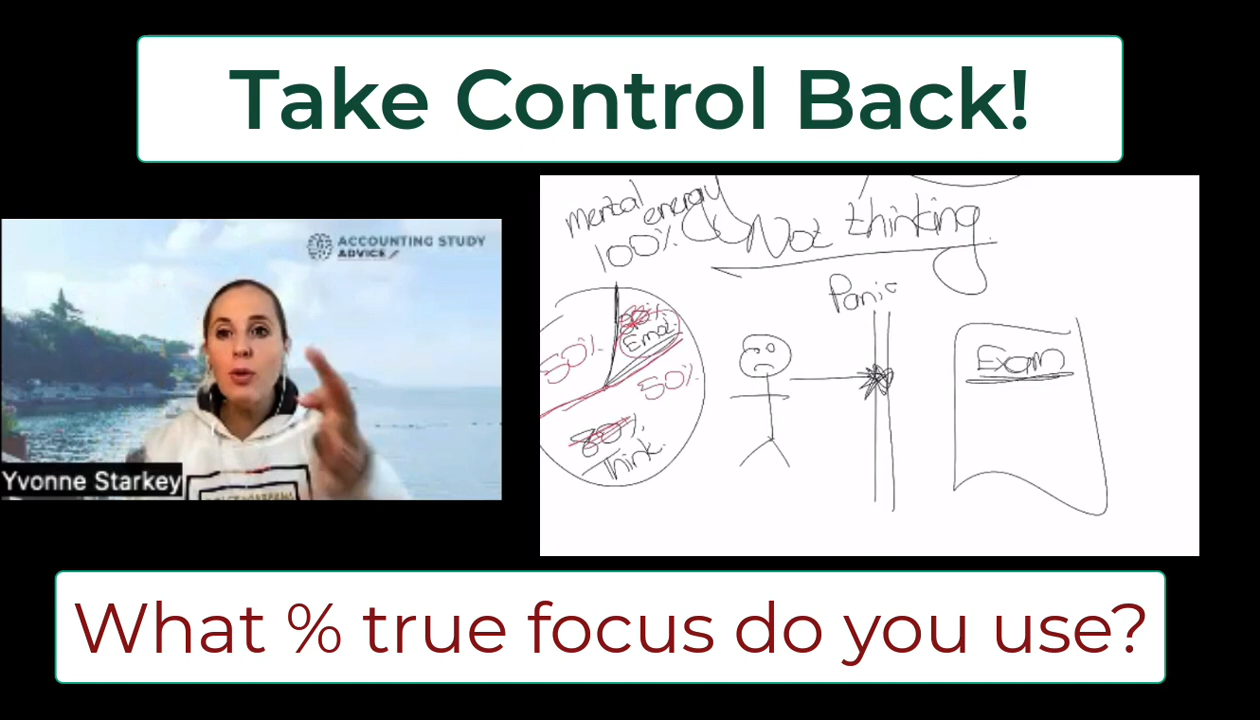 Take Control Back!
ACCOUNTING STUDY
ADVICE
Yvonne Starkey
mental energy
100%
Not thinking
Panic
50%
Emot.
50%
80%
Think
Exam
What % true focus do you use?